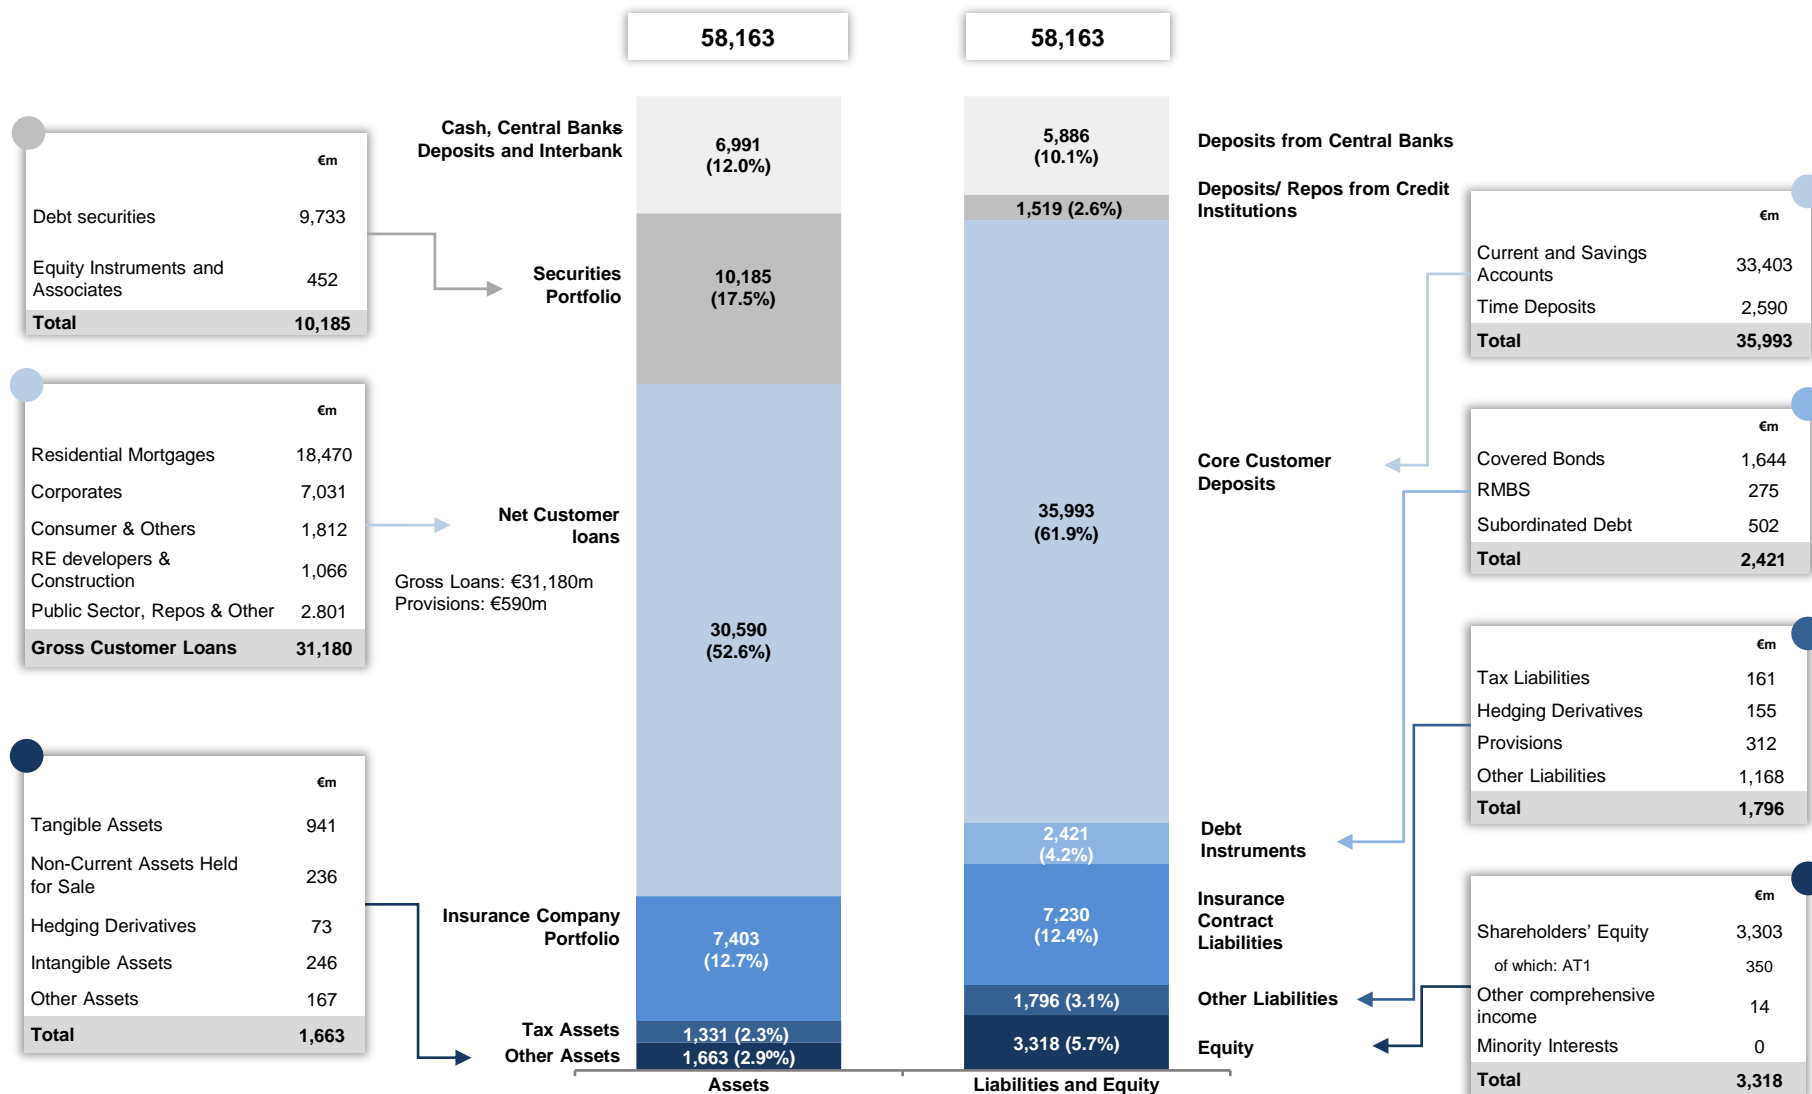 58,163
58,163
€m
Debt securities 9,733
Equity Instruments and
Associates 452
Total 10,185
€m
Residential Mortgages 18,470
Corporates 7,031
Consumer & Others 1,812
RE developers &
Construction 1,066
Public Sector, Repos & Other 2.801
Gross Customer Loans 31,180
€m
Tangible Assets 941
Non-Current Assets Held
for Sale 236
Hedging Derivatives 73
Intangible Assets 246
Other Assets 167
Total 1,663
Cash, Central Banks
Deposits and Interbank
Securities
Portfolio
Net Customer
loans
Gross Loans: €31,180m
Provisions: €590m
Insurance Company
Portfolio
Tax Assets
Other Assets
6,991
(12.0%)
10,185
(17.5%)
30,590
(52.6%)
7,403
(12.7%)
1,331 (2.3%)
1,663 (2.9º%)
Assets
5,886
(10.1%)
1,519 (2.6%)
35,993
(61.9%)
2,421
(4.2%)
7,230
(12.4%)
1,796 (3.1%)
3,318 (5.7%)
Liabilities and Equity
Deposits from Central Banks
Deposits/ Repos from Credit
Institutions
Core Customer
Deposits
Debt
Instruments
Insurance
Contract
Liabilities
Other Liabilities
Equity
€m
Current and Savings
Accounts 33,403
Time Deposits 2,590
Total 35,993
€m
Covered Bonds 1,644
RMBS 275
Subordinated Debt 502
Total 2,421
€m
Tax Liabilities 161
Hedging Derivatives 155
Provisions 312
Other Liabilities 1,168
Total 1,796
€m
Shareholders’ Equity 3,303
of which: AT1 350
Other comprehensive
income 14
Minority Interests 0
Total 3,318